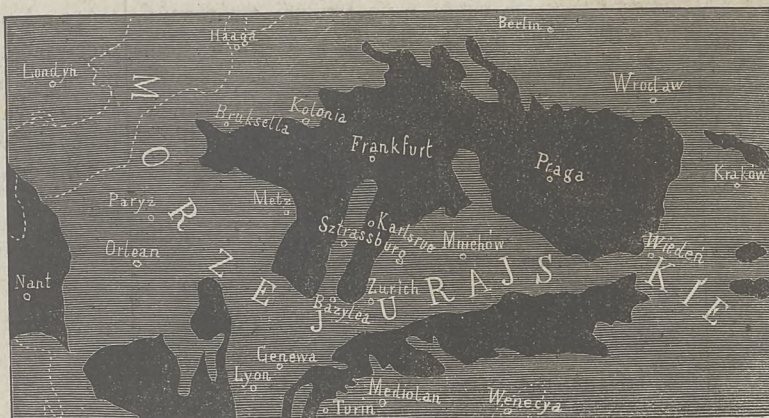 Berlin
Haaga
Londyn
Wrocław
Kolonia
Bruksella
Frankfurt
Praga
Kraków
Metz
Paryż
Karlsrue
Sztrassburg
Mnichów
Wiedeń
Orlean
Nant
Zurich
Bazylea
MORZE JURAJSKIE
Genewa
Lyon
Mediolan
Wenecya
Turin